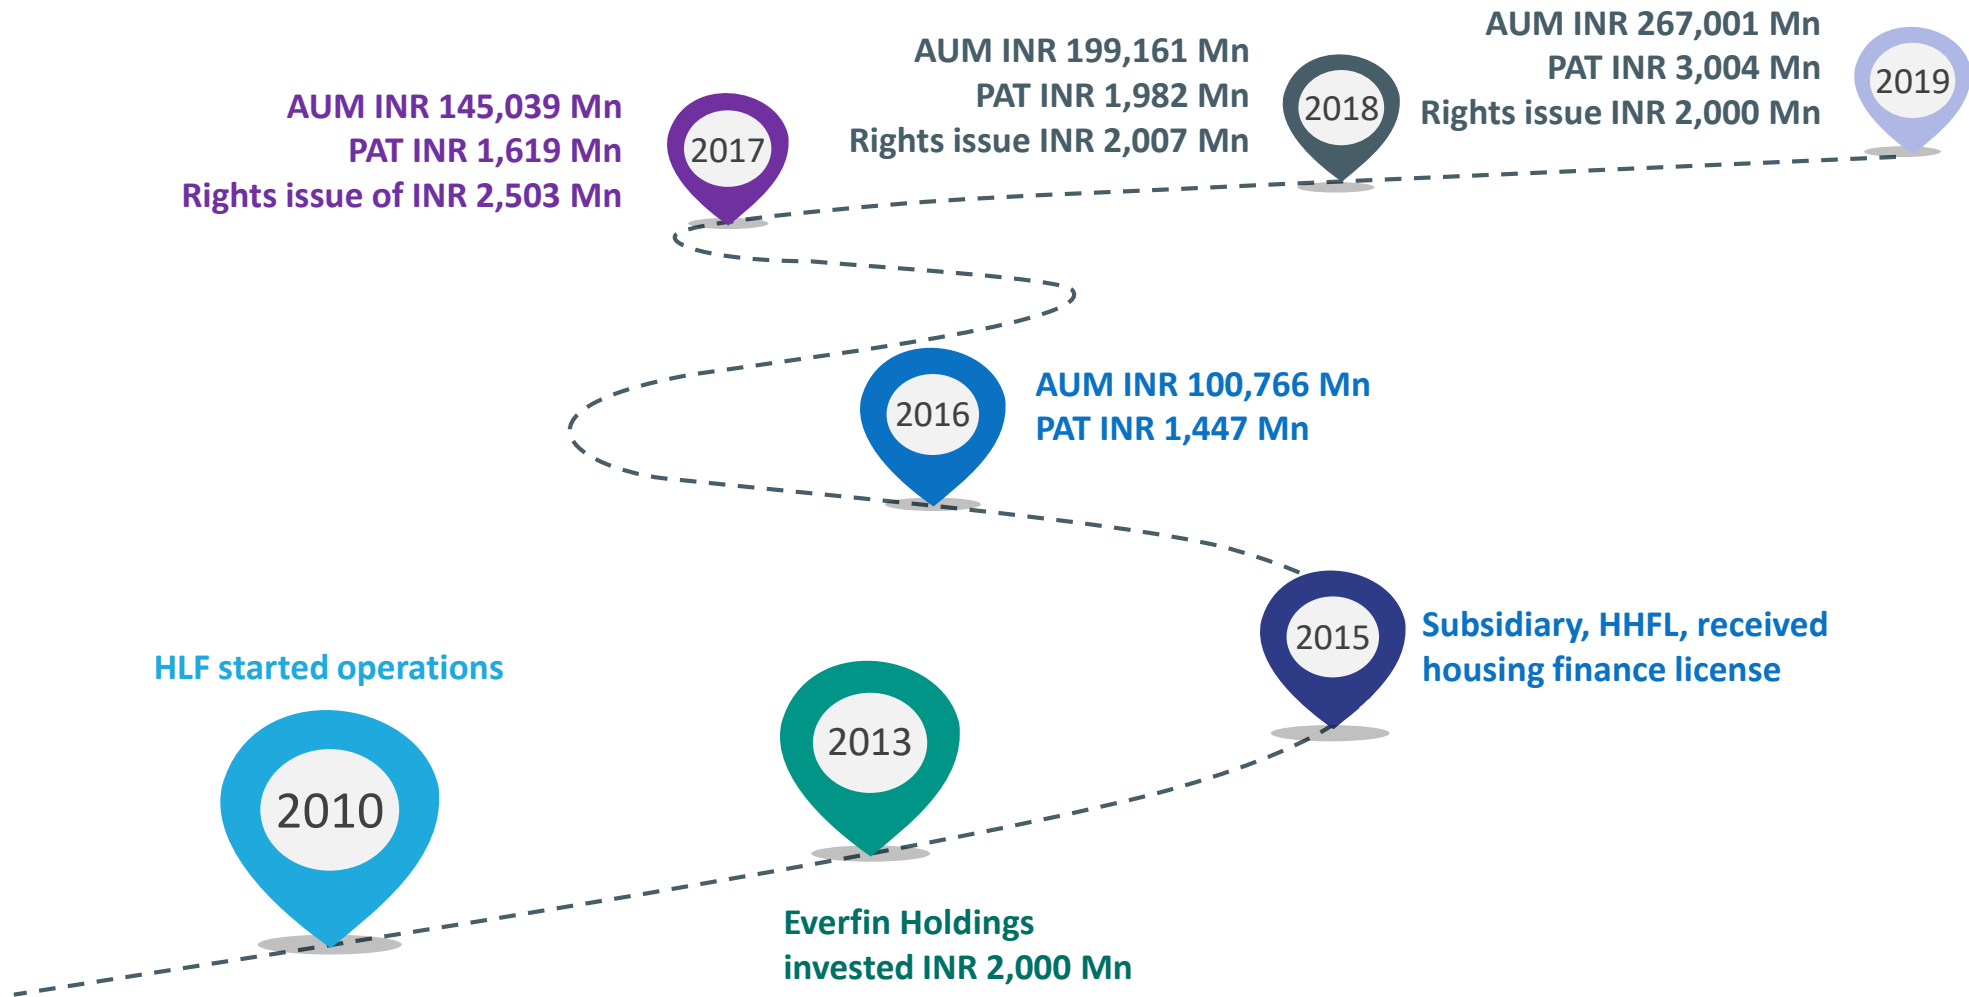 AUM INR 145,039 Mn
PAT INR 1,619 Mn
Rights issue of INR 2,503 Mn
2017
AUM INR 199,161 Mn
PAT INR 1,982 Mn
Rights issue INR 2,007 Mn
2018
AUM INR 267,001 Mn
PAT INR 3,004 Mn
Rights issue INR 2,000 Mn
2019
2016
AUM INR 100,766 Mn
PAT INR 1,447 Mn
2015
Subsidiary, HHFL, received
housing finance license
HLF started operations
2010
2013
Everfin Holdings
invested INR 2,000 Mn